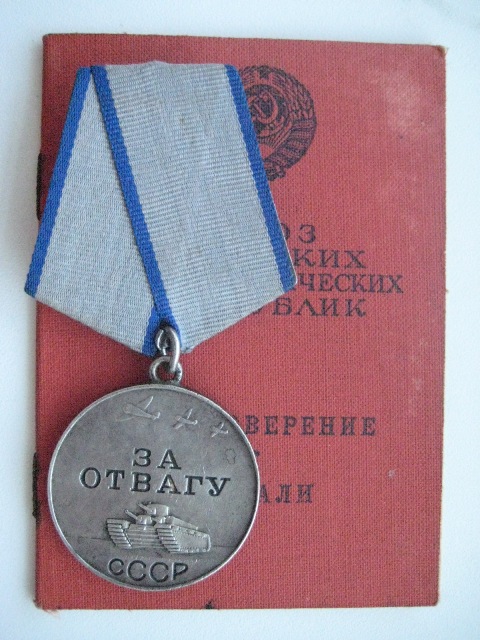 ОЗ
КИХ
ЧЕСКИХ
БЛИК
ВЕРЕНИЕ
АЛИ
ЗА
ОТВАГУ
СССР